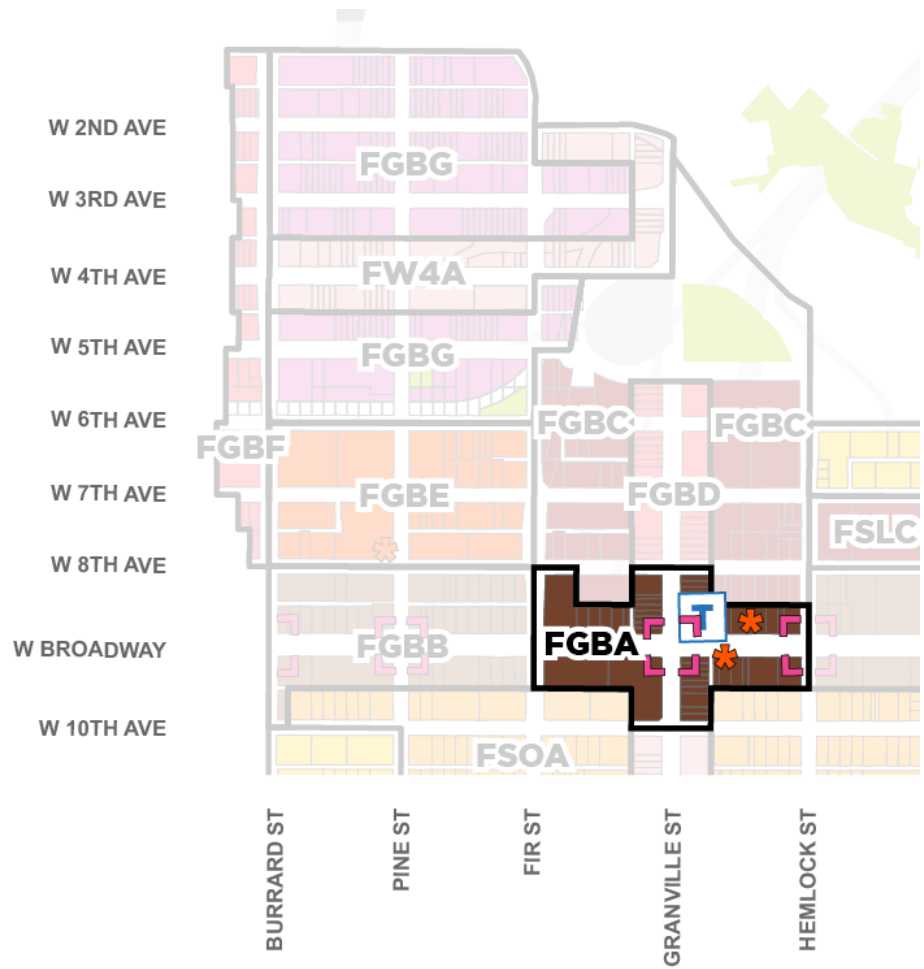 W 2ND AVE
FGBG
W 3RD AVE
W 4TH AVE
FW4A
W 5TH AVE
FGBG
W 6TH AVE
FGBC
FGBC
FGBF
W 7TH AVE
FGBE
FGBD
FSLC
W 8TH AVE
T
W BROADWAY
FGBB
FGBA
W 10TH AVE
FSOA
BURRARD ST
PINE ST
FIR ST
GRANVILLE ST
HEMLOCK ST